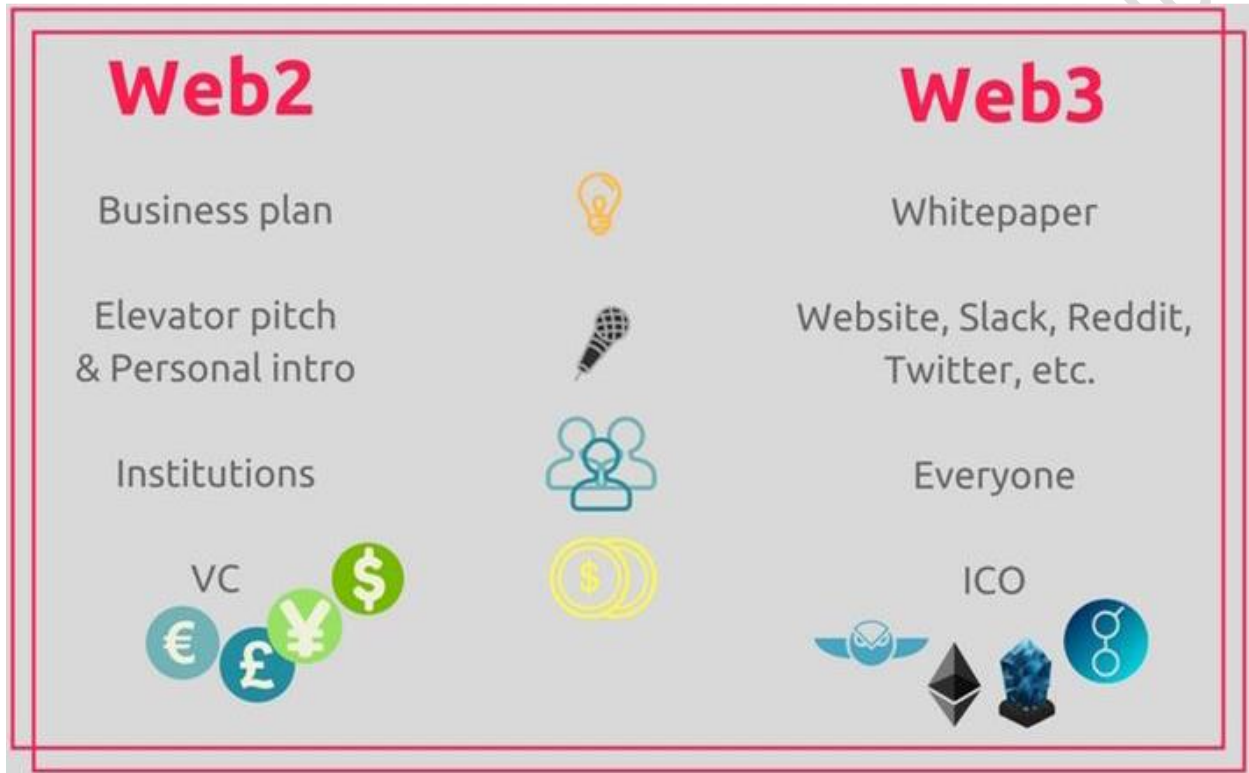 Web2
Web3
Business plan
Whitepaper
Elevator pitch
& Personal intro
Website, Slack, Reddit,
Twitter, etc.
Institutions
Everyone
VC
ICO
$
€
£
¥
$